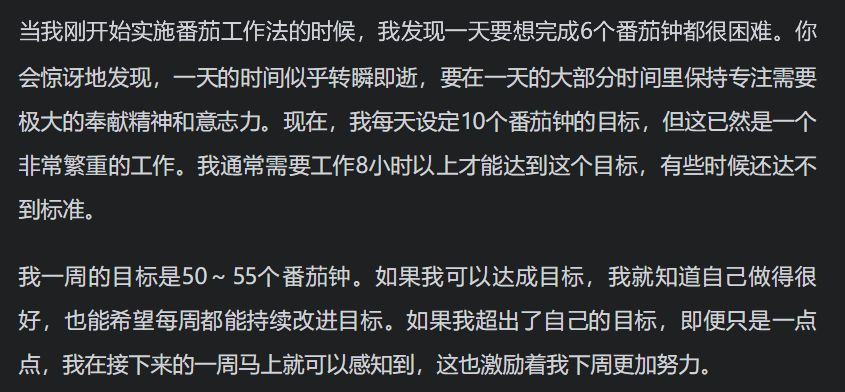 当我刚开始实施番茄工作法的时候，我发现一天要想完成6个番茄钟都很困难。你
会惊讶地发现，一天的时间似乎转瞬即逝，要在一天的大部分时间里保持专注需要
极大的奉献精神和意志力。现在，我每天设定10个番茄钟的目标，但这已然是一个
非常繁重的工作。我通常需要工作8小时以上才能达到这个目标，有些时候还达不
到标准。
我一周的目标是50～55个番茄钟。如果我可以达成目标，我就知道自己做得很
好，也能希望每周都能持续改进目标。如果我超出了自己的目标，即便只是一点
点，我在接下来的一周马上就可以感知到，这也激励着我下周更加努力。